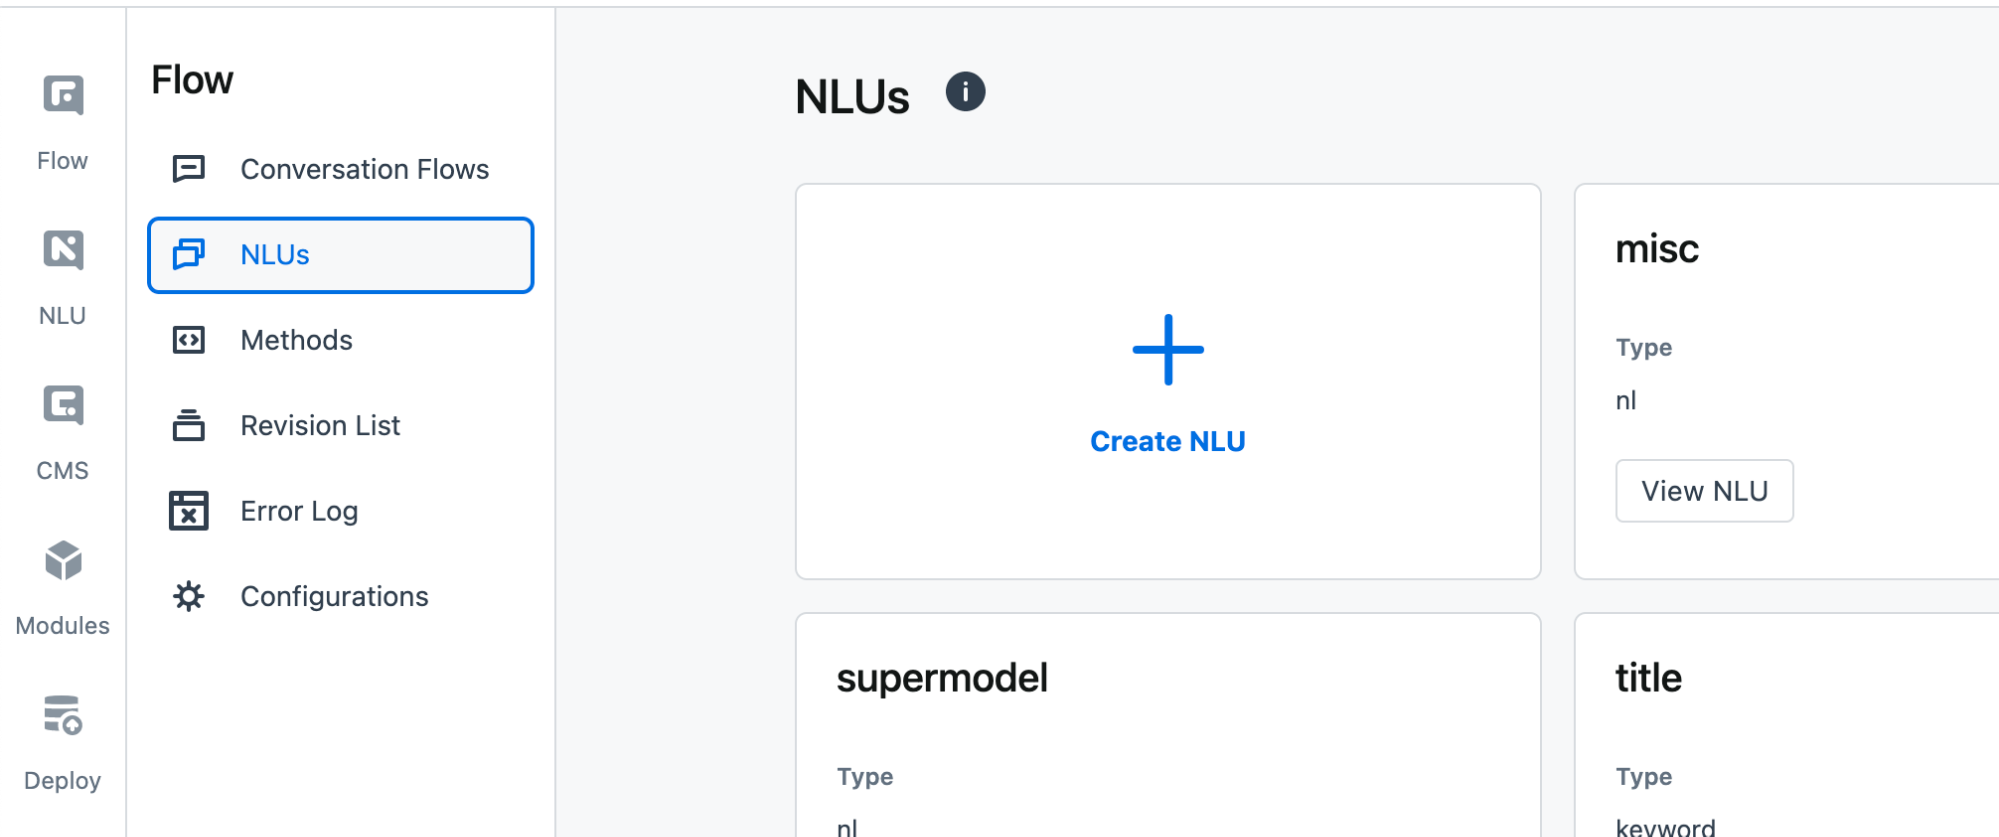 Flow
NLU
CMS
Modules
Deploy
Flow
Conversation Flows
NLUs
Methods
Revision List
Error Log
Configurations
NLUs
Create NLU
misc
Type
nl
View NLU
supermodel
Type
nl
title
Type
keyword